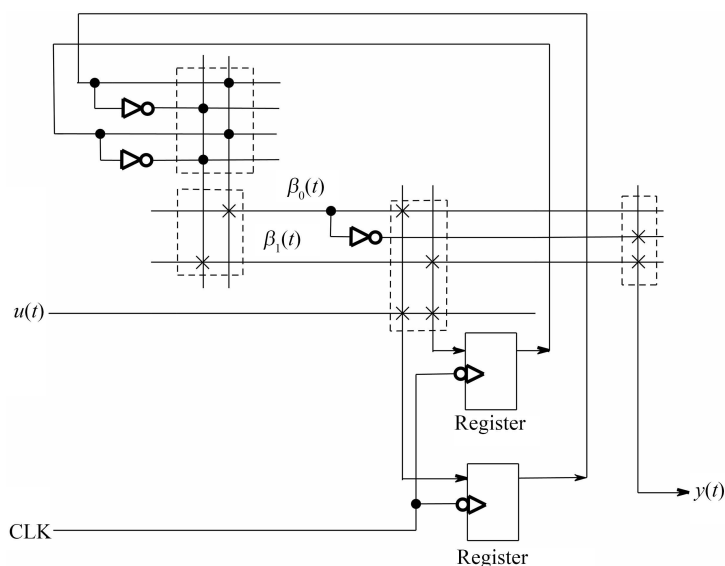 β₀(t)
β₁(t)
u(t)
Register
y(t)
CLK
Register